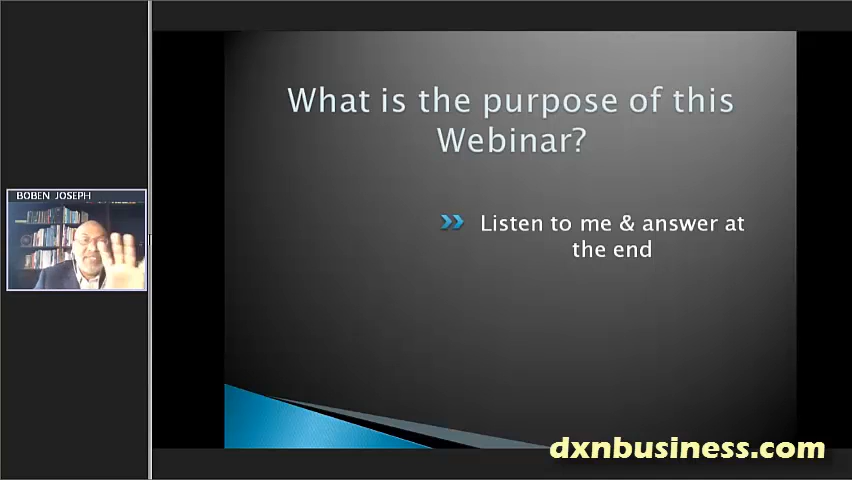 BOBEN JOSEPH
What is the purpose of this
Webinar?
Listen to me & answer at
the end
dxnbusiness.com